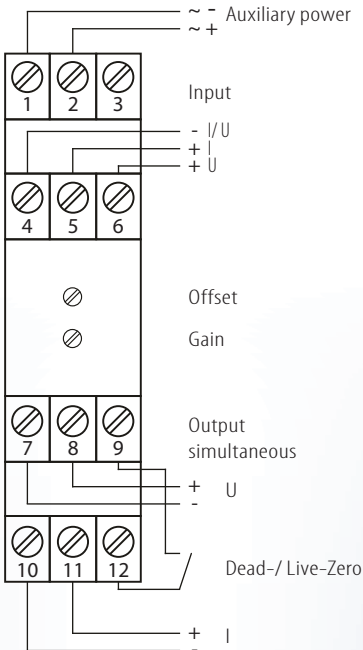 ~ - Auxiliary power
~ +
1 2 3
Input
- I/U
+ I
+ U
4 5 6
Offset
Gain
7 8 9
Output
simultaneous
+ U
-
10 11 12
Dead-/ Live-Zero
+ I
-